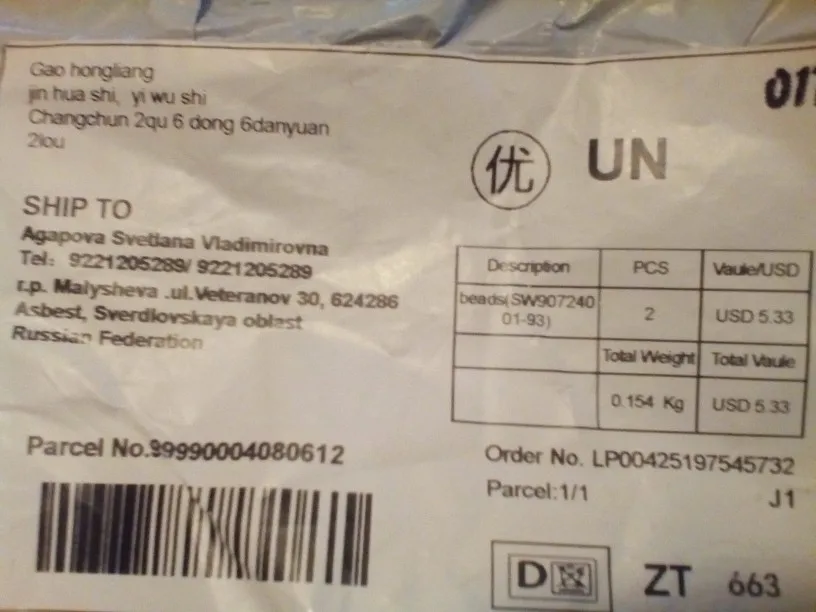 Gao hongliang
jin hua shi, yi wu shi
Changchun 2qu 6 dong 6danyuan
2lou
017
优 UN
SHIP TO
Agapova Svetlana Vladimirovna
Tel: 9221205289/ 9221205289
r.p. Malysheva .ul.Veteranov 30, 624286
Asbest, Sverdlovskaya oblast
Russian Federation
Description PCS Vaule/USD
beads(SW907240
01-93) 2 USD 5.33
Total Weight Total Vaule
0.154 Kg USD 5.33
Parcel No.99990004080612
Order No. LP00425197545732
Parcel:1/1 J1
D ZT 663